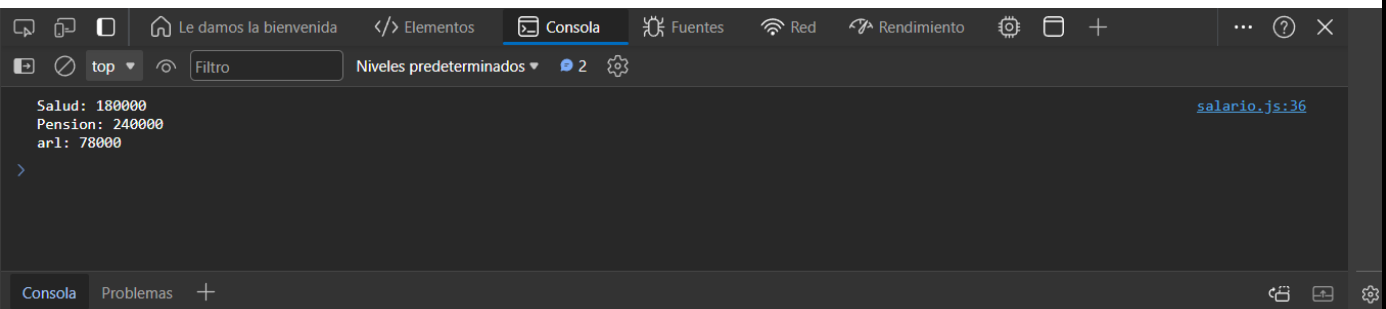 Le damos la bienvenida </> Elementos Consola Fuentes Red Rendimiento
top Filtro Niveles predeterminados 2
Salud: 180000 salario.js:36
Pension: 240000
arl: 78000
>
Consola Problemas